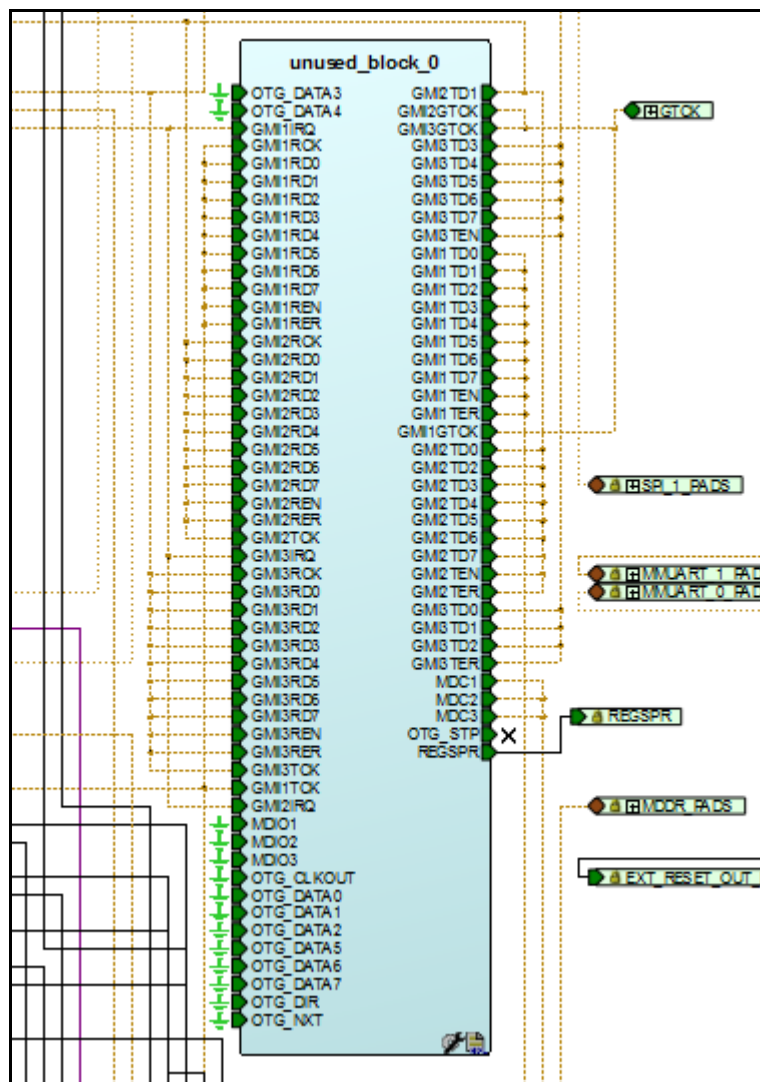 unused_block_0
OTG_DATA3
OTG_DATA4
GMI1IRQ
GMI1RCK
GMI1RD0
GMI1RD1
GMI1RD2
GMI1RD3
GMI1RD4
GMI1RD5
GMI1RD6
GMI1RD7
GMI1REN
GMI1RER
GMI2RCK
GMI2RD0
GMI2RD1
GMI2RD2
GMI2RD3
GMI2RD4
GMI2RD5
GMI2RD6
GMI2RD7
GMI2REN
GMI2RER
GMI2TCK
GMI3IRQ
GMI3RCK
GMI3RD0
GMI3RD1
GMI3RD2
GMI3RD3
GMI3RD4
GMI3RD5
GMI3RD6
GMI3RD7
GMI3REN
GMI3RER
GMI3TCK
GMI1TCK
GMI2IRQ
MDIO1
MDIO2
MDIO3
OTG_CLKOUT
OTG_DATA0
OTG_DATA1
OTG_DATA2
OTG_DATA5
OTG_DATA6
OTG_DATA7
OTG_DIR
OTG_NXT
GMI2TD1
GMI2GTCK
GMI3GTCK
GMI3TD3
GMI3TD4
GMI3TD5
GMI3TD6
GMI3TD7
GMI3TEN
GMI1TD0
GMI1TD1
GMI1TD2
GMI1TD3
GMI1TD4
GMI1TD5
GMI1TD6
GMI1TD7
GMI1TEN
GMI1TER
GMI1GTCK
GMI2TD0
GMI2TD2
GMI2TD3
GMI2TD4
GMI2TD5
GMI2TD6
GMI2TD7
GMI2TEN
GMI2TER
GMI3TD0
GMI3TD1
GMI3TD2
GMI3TER
MDC1
MDC2
MDC3
OTG_STP
REGSPR
GTCK
SPI_1_PADS
MMUART_1_PAD
MMUART_0_PAD
REGSPR
MDDR_PADS
EXT_RESET_OUT_